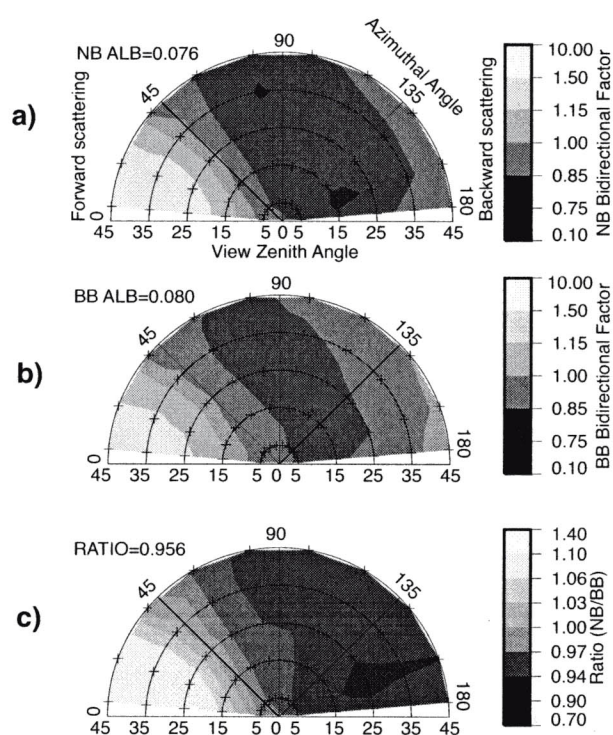 a)
NB ALB=0.076
90
Azimuthal Angle
45
135
Forward scattering
Backward scattering
0
180
45 35 25 15 5 0 5 15 25 35 45
View Zenith Angle
10.00
1.50
1.15
1.00
0.85
0.75
0.10
NB Bidirectional Factor
b)
BB ALB=0.080
90
45
135
0
180
45 35 25 15 5 0 5 15 25 35 45
10.00
1.50
1.15
1.00
0.85
0.75
0.10
BB Bidirectional Factor
c)
RATIO=0.956
90
45
135
0
180
45 35 25 15 5 0 5 15 25 35 45
1.40
1.10
1.06
1.03
1.00
0.97
0.94
0.90
0.70
Ratio (NB/BB)